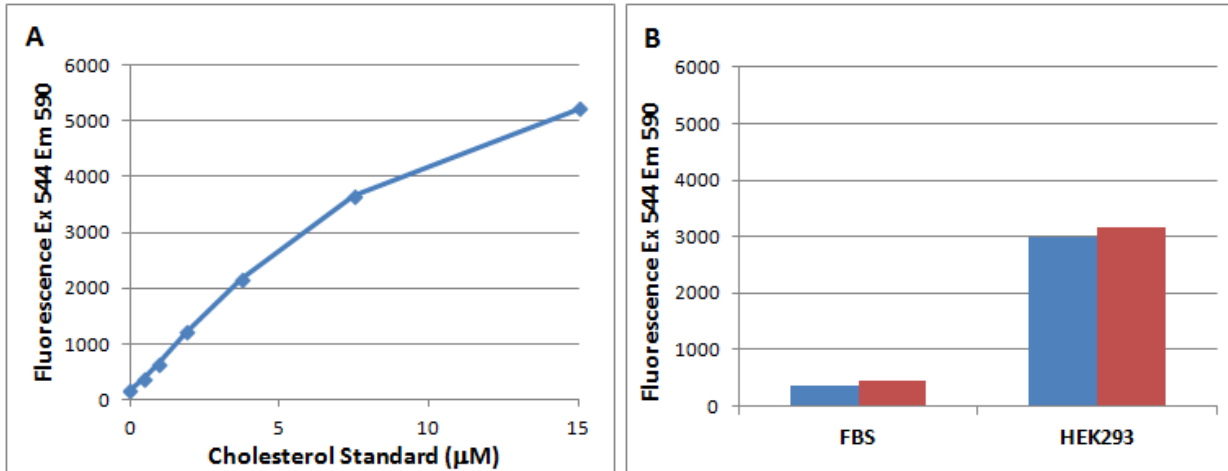 A
Fluorescence Ex 544 Em 590
6000
5000
4000
3000
2000
1000
0
0 5 10 15
Cholesterol Standard (µM)
B
Fluorescence Ex 544 Em 590
6000
5000
4000
3000
2000
1000
0
FBS HEK293